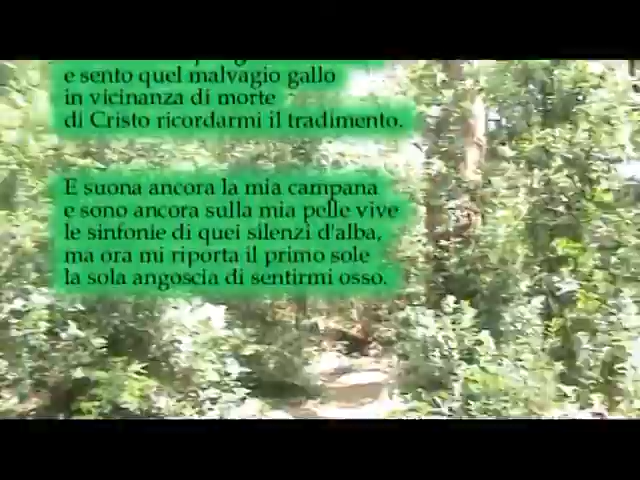 e sento quel malvagio gallo
in vicinanza di morte
di Cristo ricordarmi il tradimento.
E suona ancora la mia campana
e sono ancora sulla mia pelle vive
le sinfonie di quei silenzi d'alba,
ma ora mi riporta il primo sole
la sola angoscia di sentirmi osso.